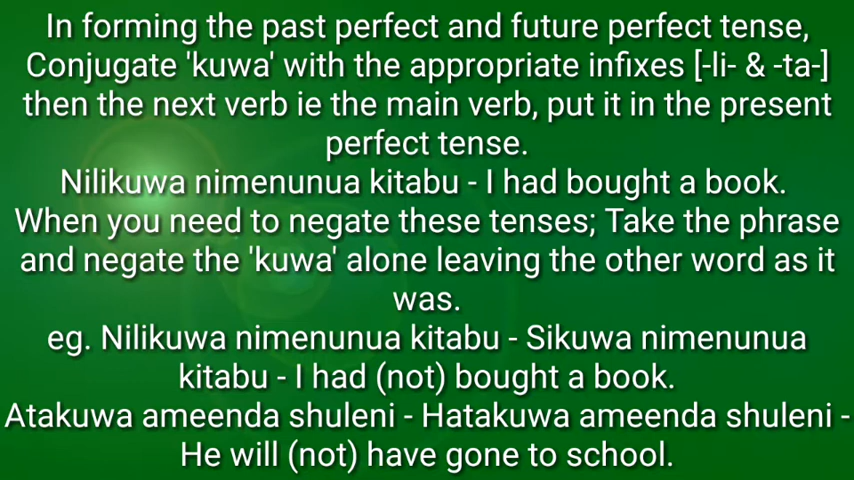 In forming the past perfect and future perfect tense,
Conjugate 'kuwa' with the appropriate infixes [-li- & -ta-]
then the next verb ie the main verb, put it in the present
perfect tense.
Nilikuwa nimenunua kitabu - I had bought a book.
When you need to negate these tenses; Take the phrase
and negate the 'kuwa' alone leaving the other word as it
was.
eg. Nilikuwa nimenunua kitabu - Sikuwa nimenunua
kitabu - I had (not) bought a book.
Atakuwa ameenda shuleni - Hatakuwa ameenda shuleni -
He will (not) have gone to school.